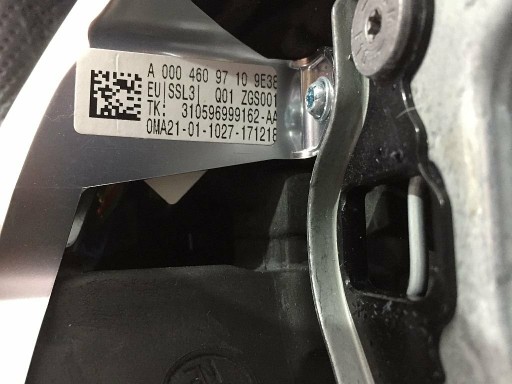 A 000 460 97 10 9E38
EU|SSL3| Q01 ZGS001
TK: 310596999162-AA
0MA21-01-1027-171218